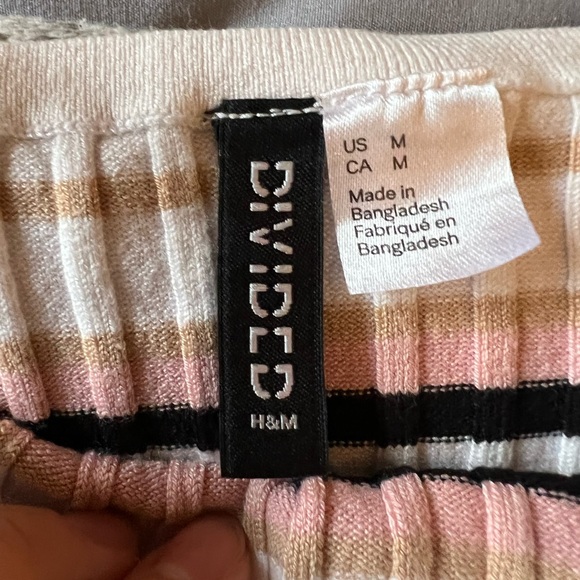 DIVIDED
H&M
US M
CA M
Made in
Bangladesh
Fabriqué en
Bangladesh